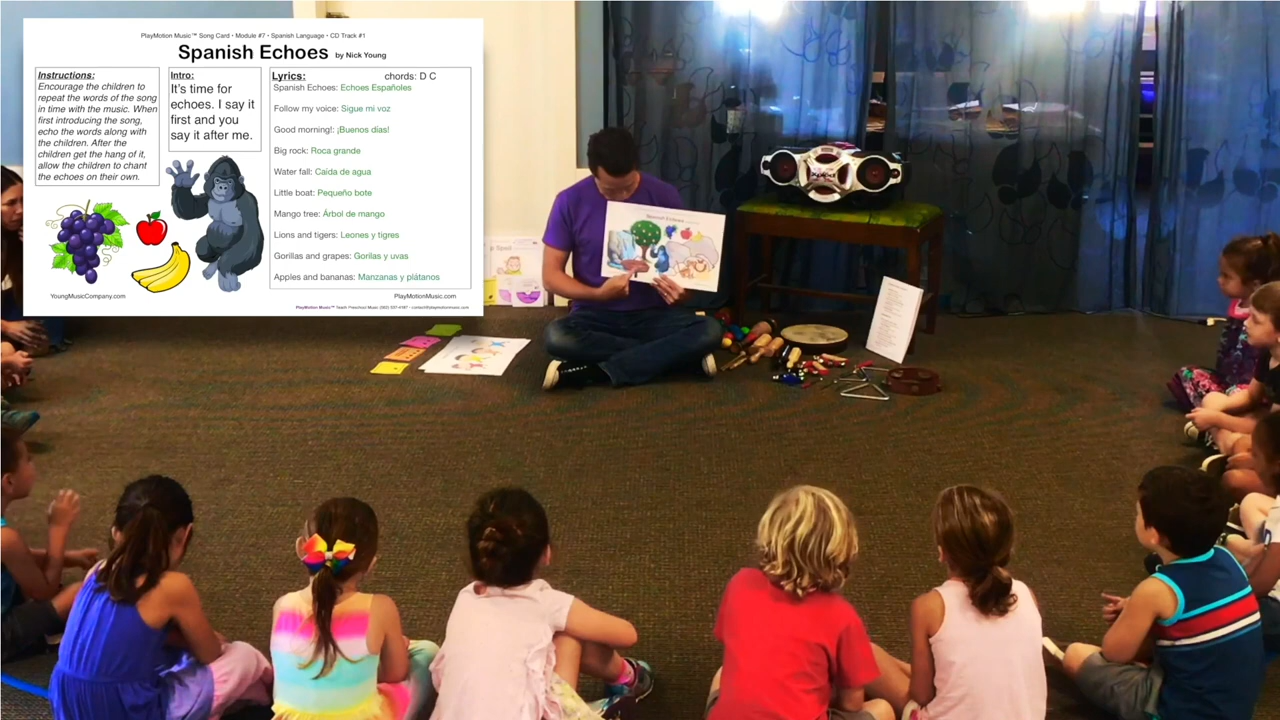 PlayMotion Music™ Song Card • Module #7 • Spanish Language • CD Track #1
Spanish Echoes by Nick Young
Instructions:
Encourage the children to
repeat the words of the song
in time with the music. When
first introducing the song,
echo the words along with
the children. After the
children get the hang of it,
allow the children to chant
the echoes on their own.
Intro:
It's time for
echoes. I say it
first and you
say it after me.
Lyrics: chords: D C
Spanish Echoes: Echoes Españoles
Follow my voice: Sigue mi voz
Good morning!: ¡Buenos días!
Big rock: Roca grande
Water fall: Caída de agua
Little boat: Pequeño bote
Mango tree: Árbol de mango
Lions and tigers: Leones y tigres
Gorillas and grapes: Gorilas y uvas
Apples and bananas: Manzanas y plátanos
YoungMusicCompany.com
PlayMotionMusic.com
Spanish Echoes